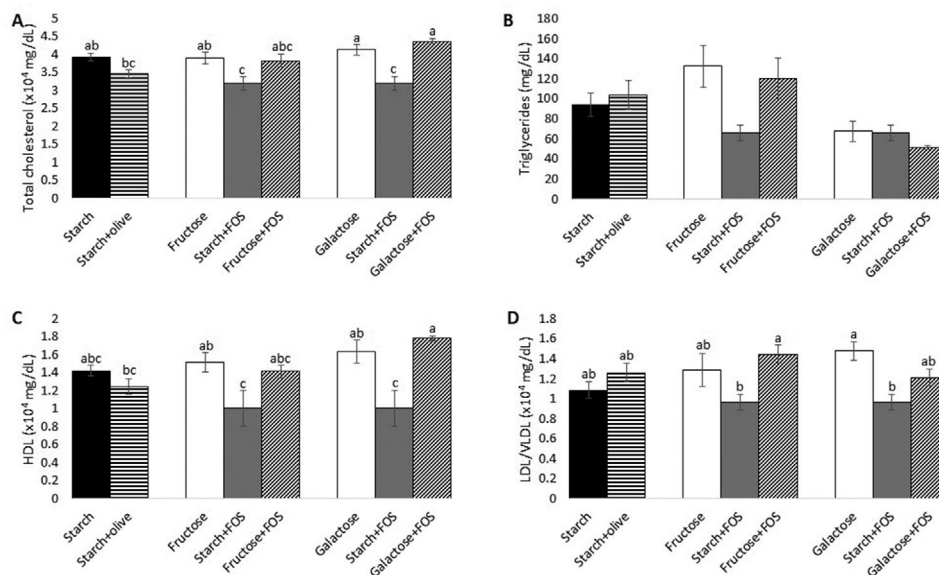 A
Total cholesterol (x10⁴ mg/dL)
5
4.5
4
3.5
3
2.5
2
1.5
1
0.5
0
ab
bc
ab
c
abc
a
c
a
Starch
Starch+olive
Fructose
Starch+FOS
Fructose+FOS
Galactose
Starch+FOS
Galactose+FOS
B
Triglycerides (mg/dL)
180
160
140
120
100
80
60
40
20
0
Starch
Starch+olive
Fructose
Starch+FOS
Fructose+FOS
Galactose
Starch+FOS
Galactose+FOS
C
HDL (x10⁴ mg/dL)
2
1.8
1.6
1.4
1.2
1
0.8
0.6
0.4
0.2
0
abc
bc
ab
c
abc
ab
c
a
Starch
Starch+olive
Fructose
Starch+FOS
Fructose+FOS
Galactose
Starch+FOS
Galactose+FOS
D
LDL/VLDL (x10⁴ mg/dL)
1.8
1.6
1.4
1.2
1
0.8
0.6
0.4
0.2
0
ab
ab
ab
b
a
a
b
ab
Starch
Starch+olive
Fructose
Starch+FOS
Fructose+FOS
Galactose
Starch+FOS
Galactose+FOS